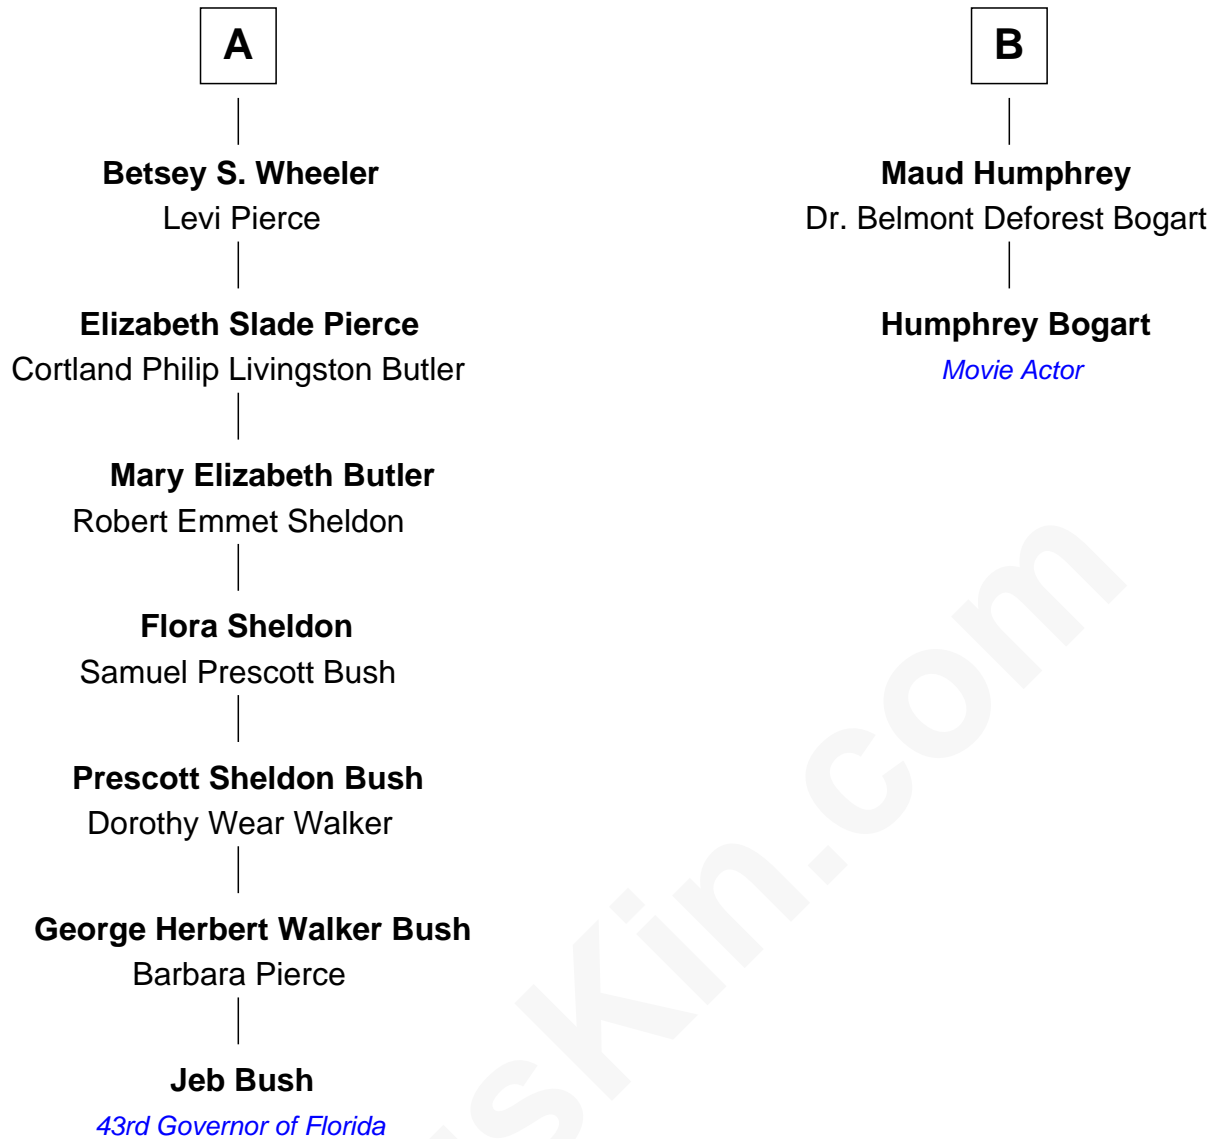 A
Betsey S. Wheeler
Levi Pierce
Elizabeth Slade Pierce
Cortland Philip Livingston Butler
Mary Elizabeth Butler
Robert Emmet Sheldon
Flora Sheldon
Samuel Prescott Bush
Prescott Sheldon Bush
Dorothy Wear Walker
George Herbert Walker Bush
Barbara Pierce
Jeb Bush
43rd Governor of Florida
B
Maud Humphrey
Dr. Belmont Deforest Bogart
Humphrey Bogart
Movie Actor
sKin.com